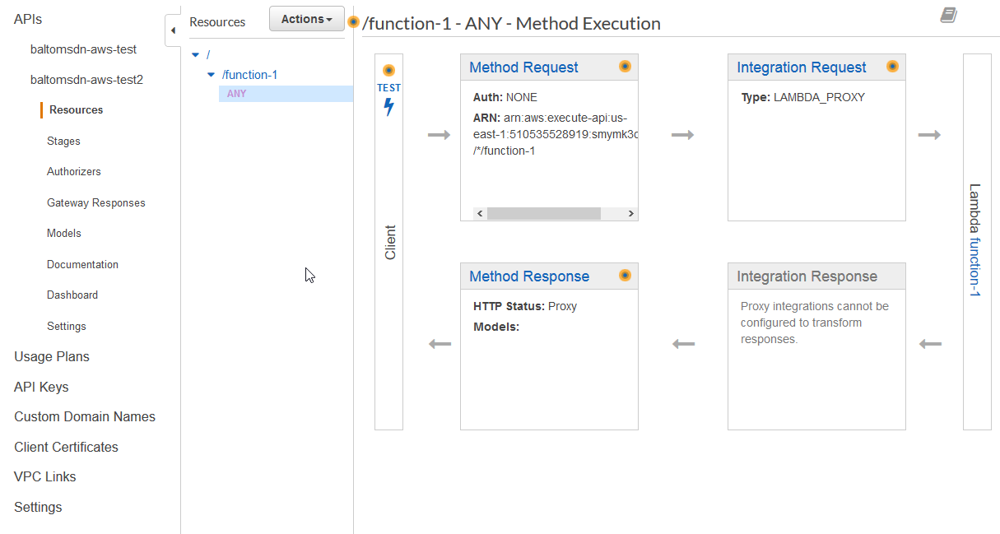 APIs
baltomsdn-aws-test
baltomsdn-aws-test2
Resources
Stages
Authorizers
Gateway Responses
Models
Documentation
Dashboard
Settings
Usage Plans
API Keys
Custom Domain Names
Client Certificates
VPC Links
Settings
Resources
Actions
/
/function-1
ANY
/function-1 - ANY - Method Execution
TEST
Client
Method Request
Auth: NONE
ARN: arn:aws:execute-api:us-
east-1:510535528919:smymk3
/*/function-1
Integration Request
Type: LAMBDA_PROXY
Method Response
HTTP Status: Proxy
Models:
Integration Response
Proxy integrations cannot be
configured to transform
responses.
Lambda function-1